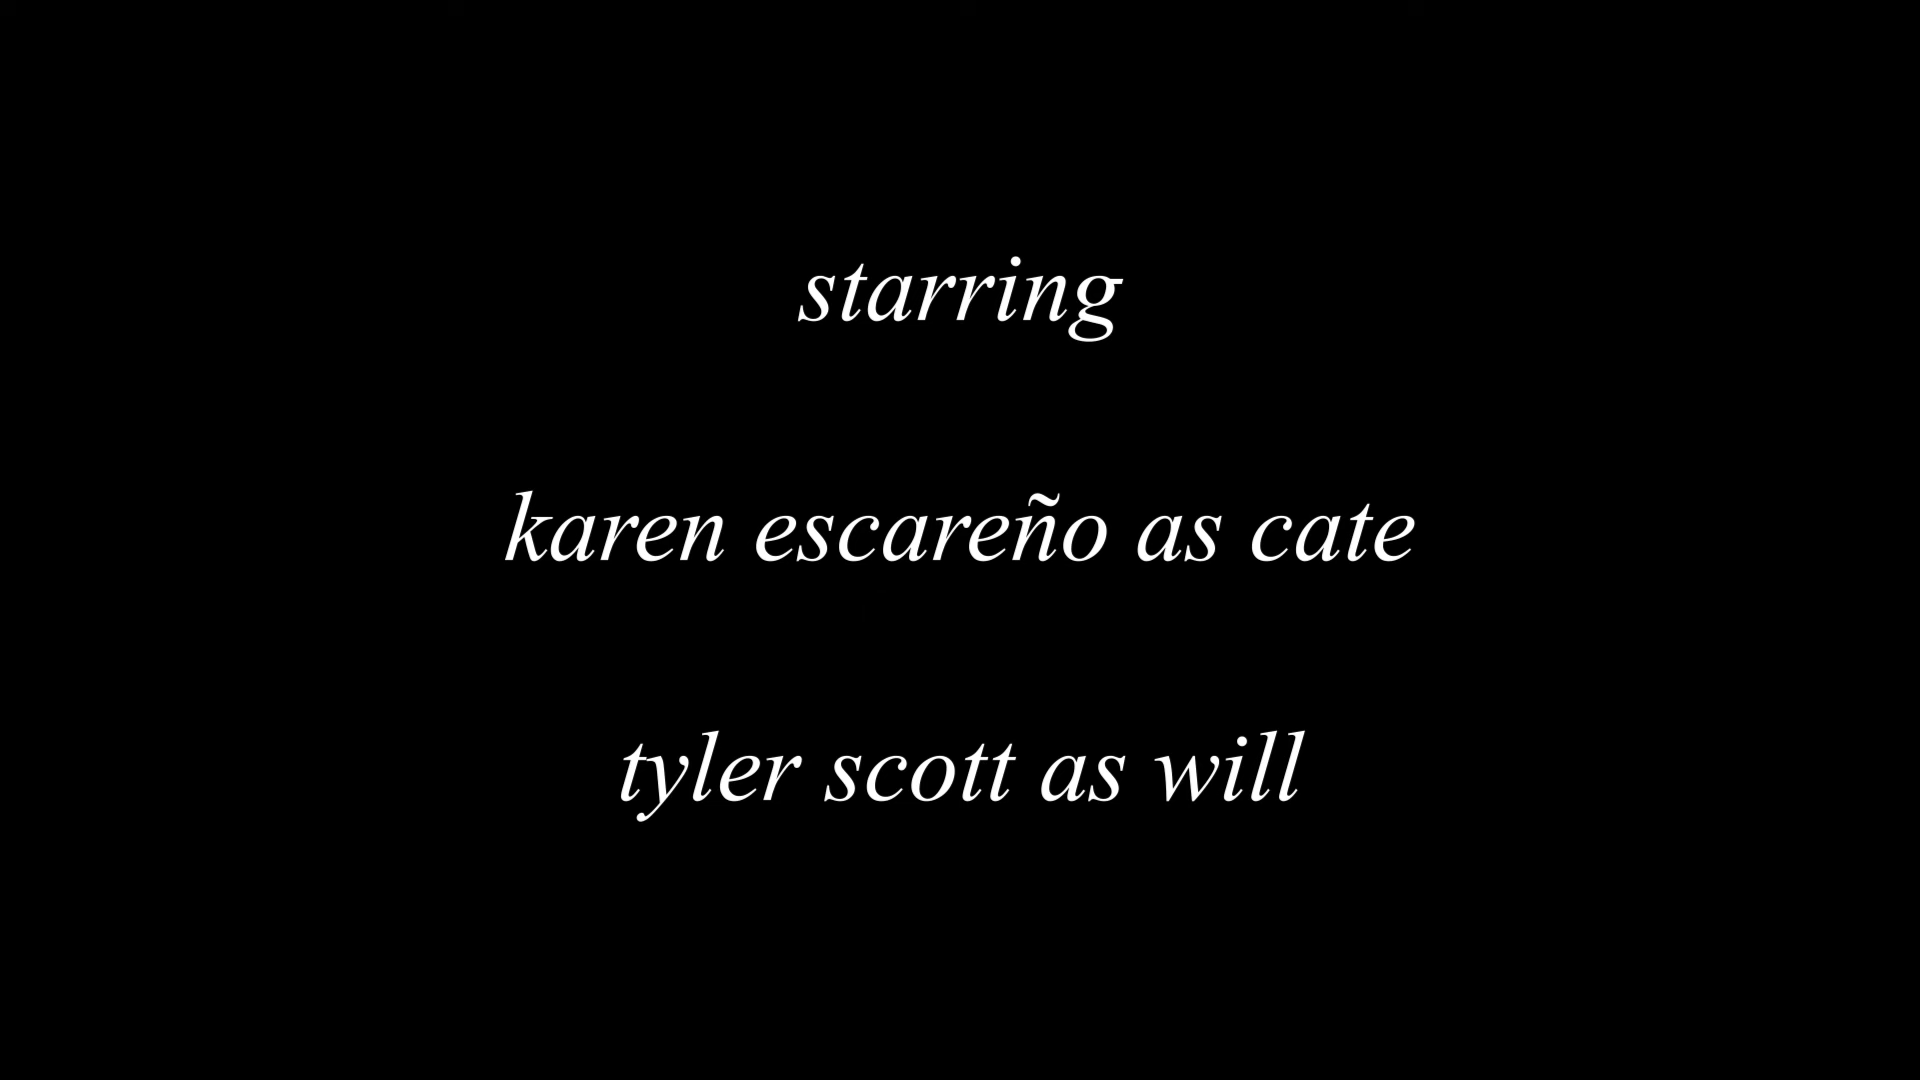 starring
karen escareño as cate
tyler scott as will